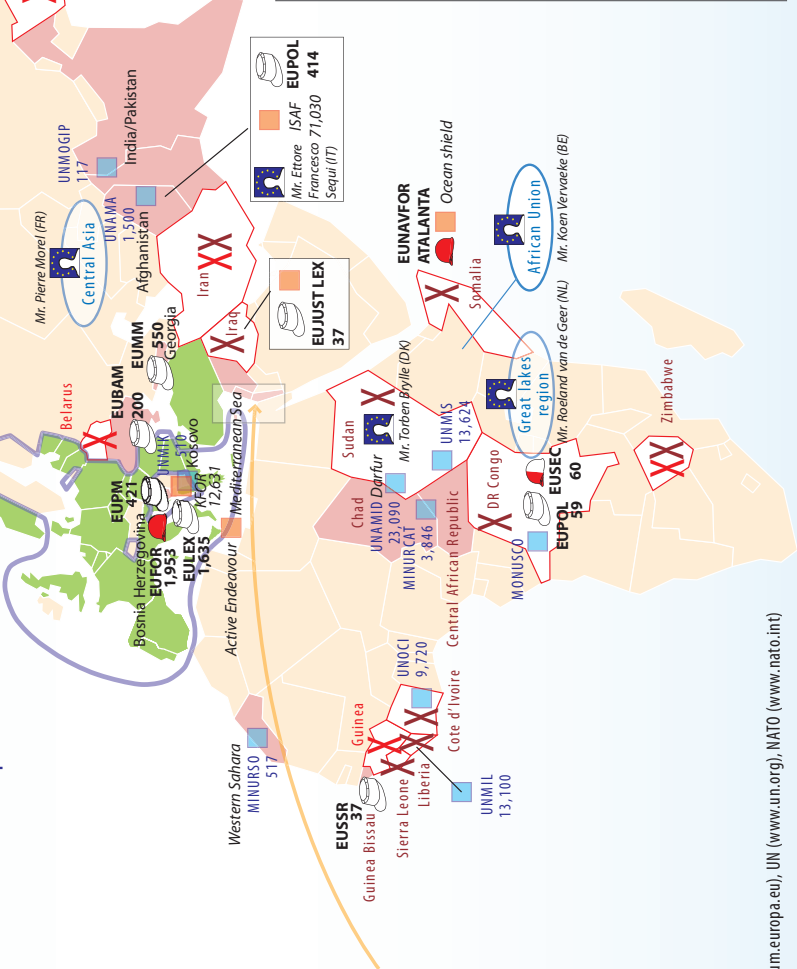 Mr. Pierre Morel (FR)
Central Asia
UNMOGIP
117
India/Pakistan
UNAMA
1,500
Afghanistan
Mr. Ettore
Francesco
Sequi (IT)
ISAF
71,030
EUPOL
414
Belarus
EUBAM
200
EUMM
550
Georgia
Iran
XX
X
Iraq
EUJUST LEX
37
Bosnia Herzegovina
EUPM
421
EUFOR
1,953
EULEX
1,635
UNMIK
510
Kosovo
KFOR
12,631
Active Endeavour
Mediterranean Sea
Western Sahara
MINURSO
517
EUNAVFOR
ATALANTA
Ocean shield
X
Somalia
African Union
Mr. Koen Vervaeke (BE)
Great lakes
region
Mr. Roeland van de Geer (NL)
Sudan
X
Mr. Torben Brylle (DK)
Darfur
Chad
UNAMID
23,090
MINURCAT
3,846
Central African Republic
UNMIS
13,624
DR Congo
X
MONUSCO
EUPOL
59
EUSEC
60
Zimbabwe
XX
Guinea
X
X
X
X
X
EUSSR
37
Guinea Bissau
Sierra Leone
Liberia
UNMIL
13,100
Cote d'Ivoire
UNOCI
9,720
X
um.europa.eu), UN (www.un.org), NATO (www.nato.int)